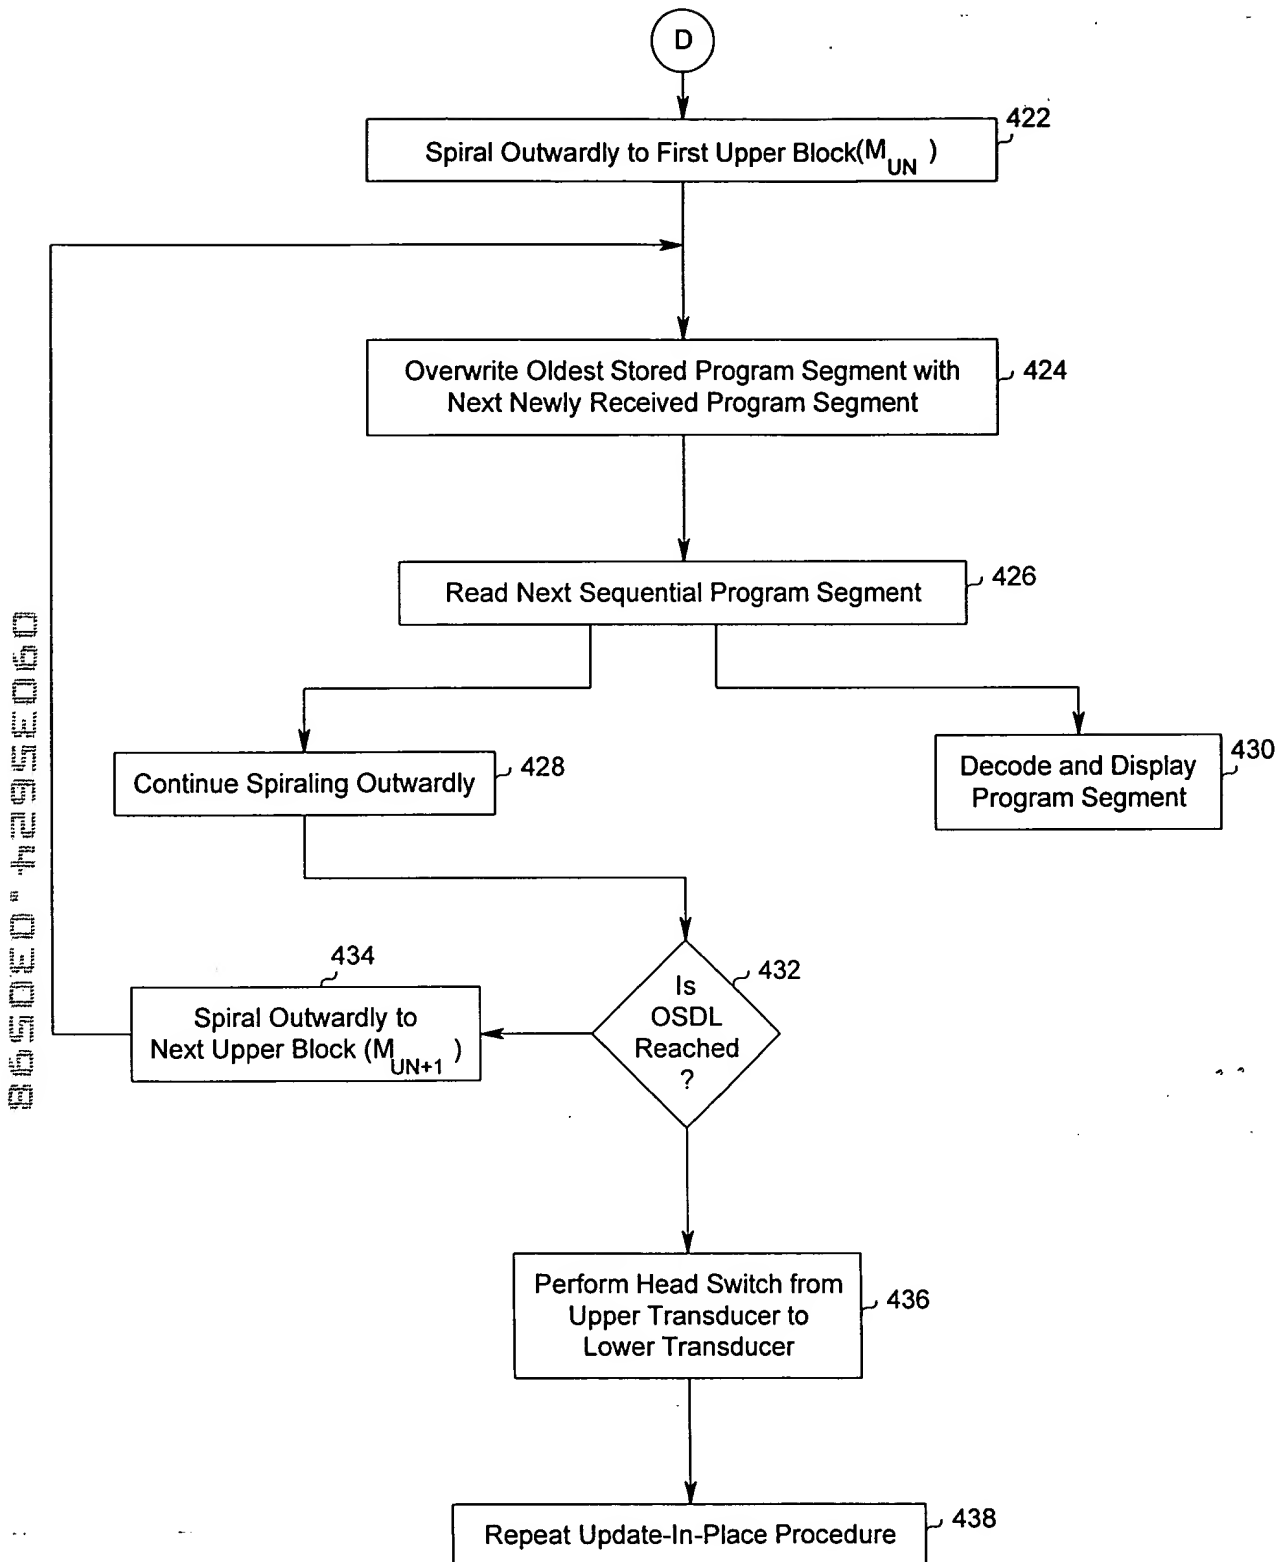 D
422
Spiral Outwardly to First Upper Block(M_UN )
Overwrite Oldest Stored Program Segment with
Next Newly Received Program Segment
424
Read Next Sequential Program Segment
426
Continue Spiraling Outwardly
428
Decode and Display
Program Segment
430
434
Spiral Outwardly to
Next Upper Block (M_UN+1 )
Is
OSDL
Reached
?
432
Perform Head Switch from
Upper Transducer to
Lower Transducer
436
Repeat Update-In-Place Procedure
438
09035624.030598